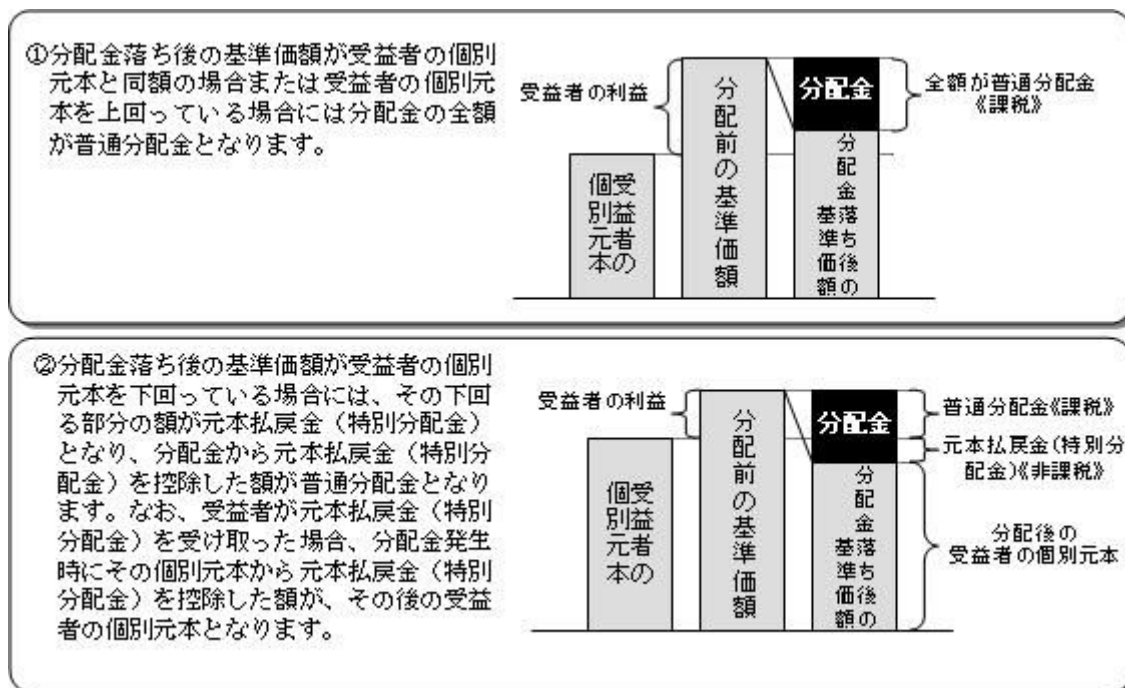 ①分配金落ち後の基準価額が受益者の個別
元本と同額の場合または受益者の個別元
本を上回っている場合には分配金の全額
が普通分配金となります。
受益者の利益
受益者の
個別元本
分配前の基準価額
分配金
分配金落ち後の
基準価額
全額が普通分配金
《課税》
②分配金落ち後の基準価額が受益者の個別
元本を下回っている場合には、その下回
る部分の額が元本払戻金(特別分配金)
となり、分配金から元本払戻金(特別分
配金)を控除した額が普通分配金となり
ます。なお、受益者が元本払戻金(特別
分配金)を受け取った場合、分配金発生
時にその個別元本から元本払戻金(特別
分配金)を控除した額が、その後の受益
者の個別元本となります。
受益者の利益
受益者の
個別元本
分配前の基準価額
分配金
分配金落ち後の
基準価額
普通分配金《課税》
元本払戻金(特別分
配金)《非課税》
分配後の
受益者の個別元本